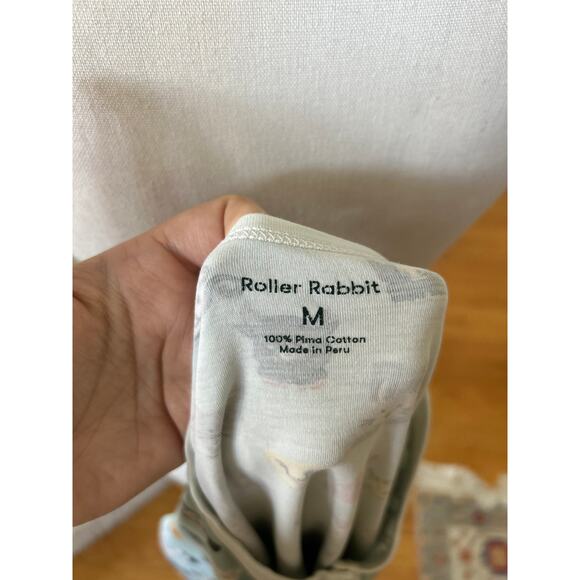 Roller Rabbit
M
100% Pima Cotton
Made in Peru